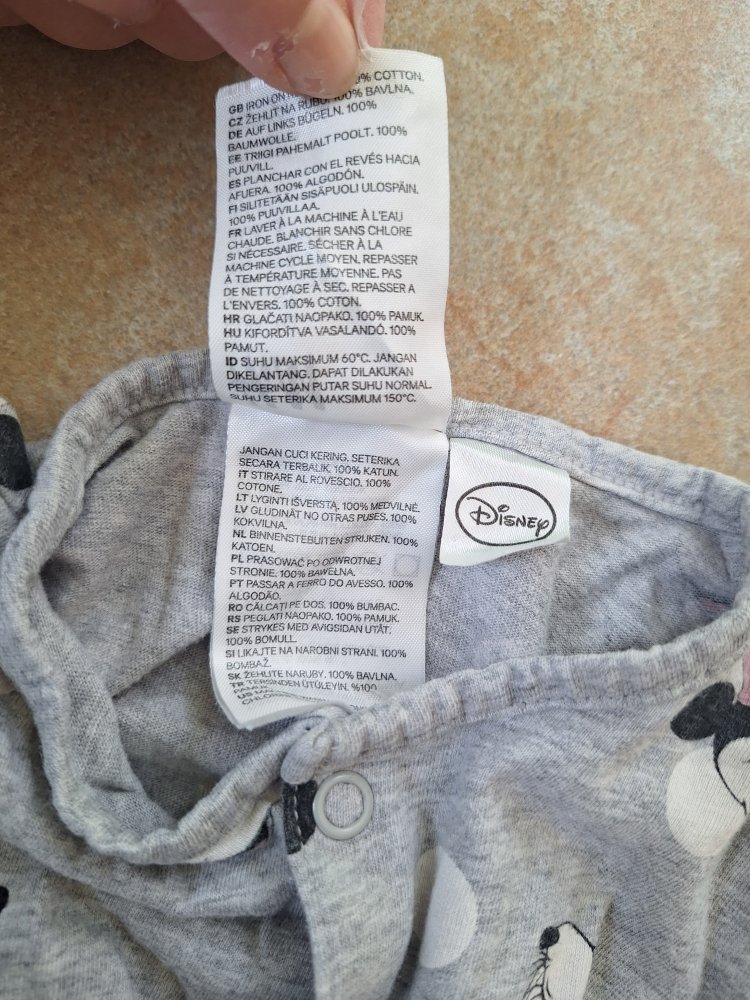 % COTTON.
GB IRON ON
CZ ŽEHLIT NA RUBU. 100% BAVLNA.
DE AUF LINKS BÜGELN. 100%
BAUMWOLLE.
EE TRIIGI PAHEMALT POOLT. 100%
PUUVILL.
ES PLANCHAR CON EL REVÉS HACIA
AFUERA. 100% ALGODÓN.
FI SILITETÄÄN SISÄPUOLI ULOSPÄIN.
100% PUUVILLAA.
FR LAVER À LA MACHINE À L'EAU
CHAUDE. BLANCHIR SANS CHLORE
SI NÉCESSAIRE. SÉCHER À LA
MACHINE CYCLE MOYEN. REPASSER
À TEMPÉRATURE MOYENNE. PAS
DE NETTOYAGE À SEC. REPASSER A
L'ENVERS. 100% COTON.
HR GLAČATI NAOPAKO. 100% PAMUK.
HU KIFORDÍTVA VASALANDÓ. 100%
PAMUT.
ID SUHU MAKSIMUM 60°C. JANGAN
DIKELANTANG. DAPAT DILAKUKAN
PENGERINGAN PUTAR SUHU NORMAL.
SUHU SETERIKA MAKSIMUM 150°C.
JANGAN CUCI KERING. SETERIKA
SECARA TERBALIK. 100% KATUN.
IT STIRARE AL ROVESCIO. 100%
COTONE.
LT LYGINTI IŠVERSTĄ. 100% MEDVILNĖ.
LV GLUDINĀT NO OTRAS PUSES. 100%
KOKVILNA.
NL BINNENSTEBUITEN STRIJKEN. 100%
KATOEN.
PL PRASOWAĆ PO ODWROTNEJ
STRONIE. 100% BAWEŁNA.
PT PASSAR A FERRO DO AVESSO. 100%
ALGODÃO.
RO CĂLCAŢI PE DOS. 100% BUMBAC.
RS PEGLATI NAOPAKO. 100% PAMUK.
SE STRYKES MED AVIGSIDAN UTÅT.
100% BOMULL.
SI LIKAJTE NA NAROBNI STRANI. 100%
BOMBAŽ.
SK ŽEHLITE NARUBY. 100% BAVLNA.
TR TERSİNDEN ÜTÜLEYİN. %100
PAMUK
US
Disney